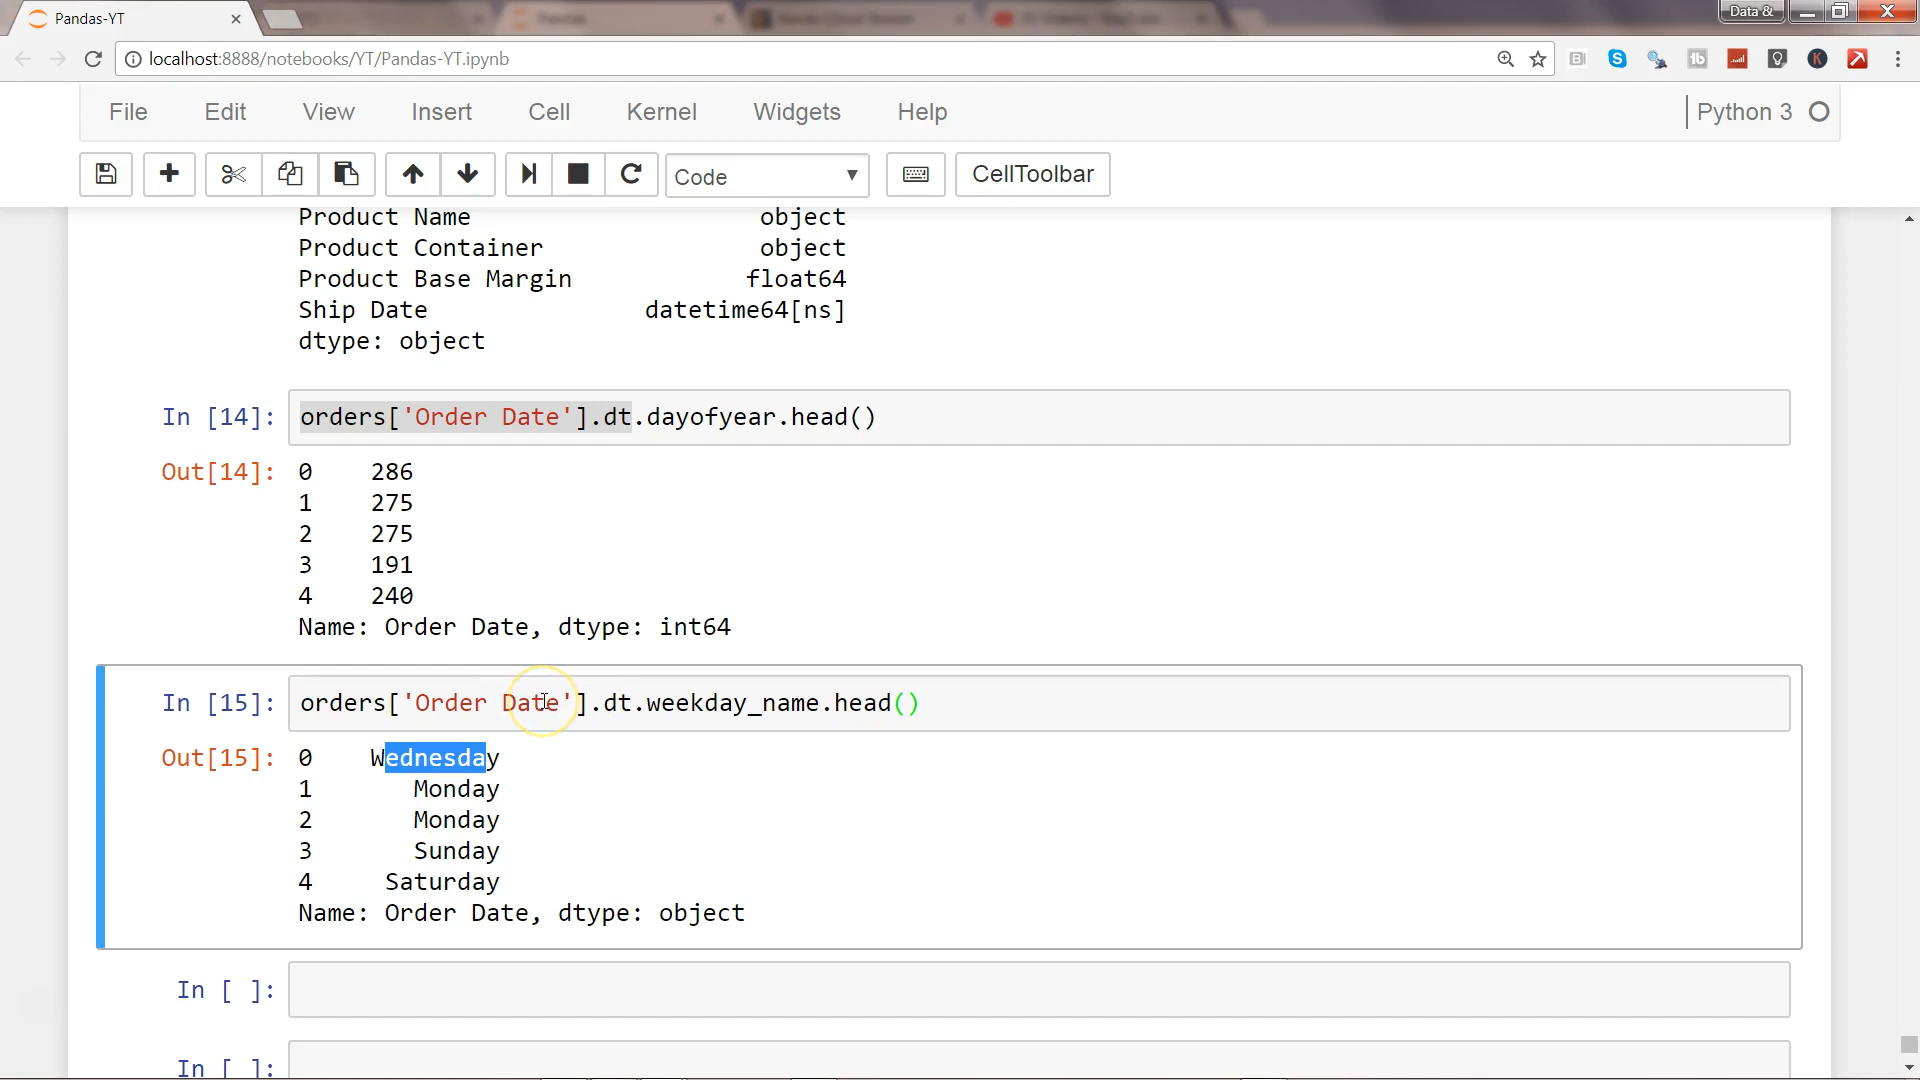 Pandas-YT
Data &
localhost:8888/notebooks/YT/Pandas-YT.ipynb
File Edit View Insert Cell Kernel Widgets Help Python 3
Code CellToolbar
Product Name object
Product Container object
Product Base Margin float64
Ship Date datetime64[ns]
dtype: object
In [14]: orders['Order Date'].dt.dayofyear.head()
Out[14]: 0 286
1 275
2 275
3 191
4 240
Name: Order Date, dtype: int64
In [15]: orders['Order Date'].dt.weekday_name.head()
Out[15]: 0 Wednesday
1 Monday
2 Monday
3 Sunday
4 Saturday
Name: Order Date, dtype: object
In [ ]:
In [ ]: